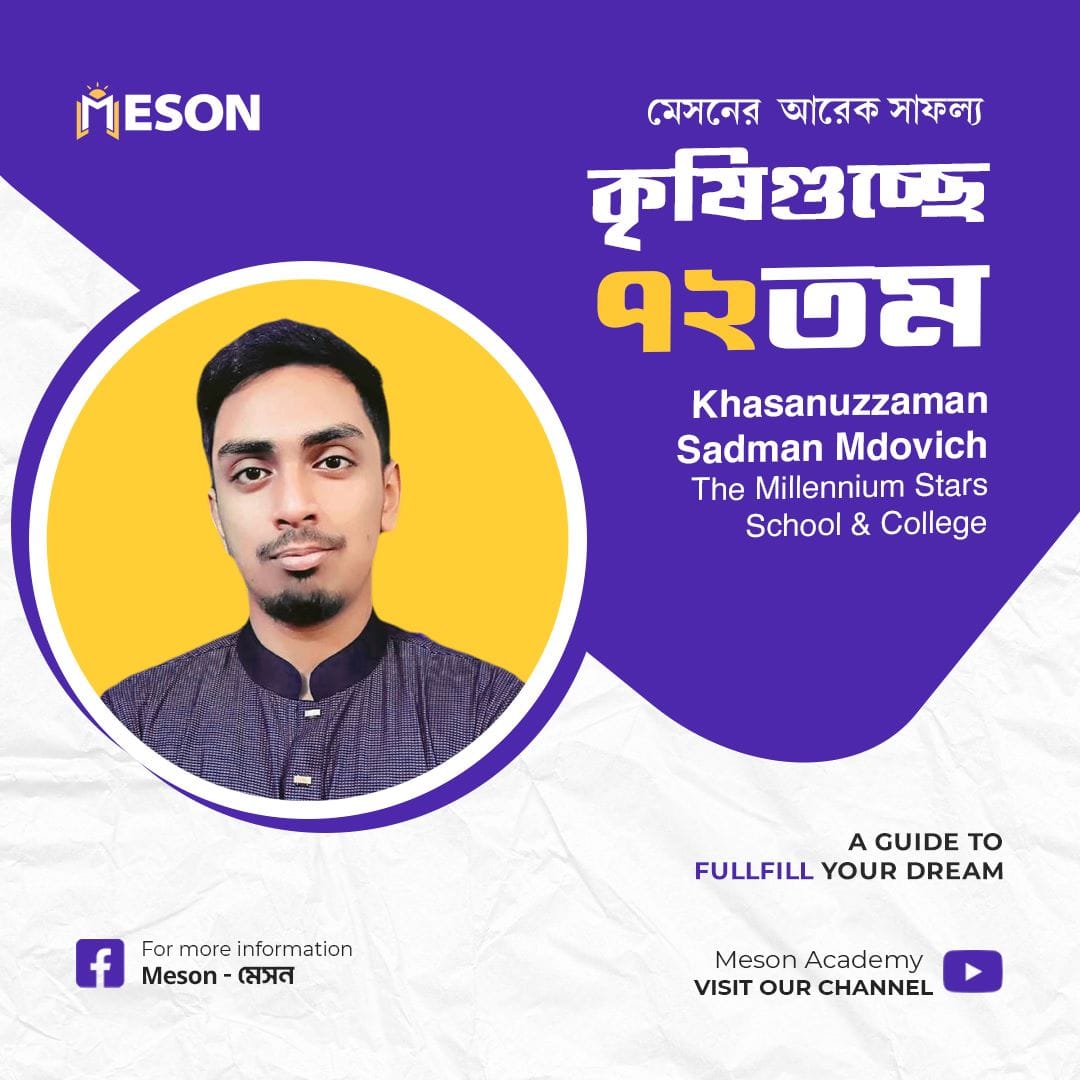 MESON
মেসনের আরেক সাফল্য
কৃষিগুচ্ছে
৭২তম
Khasanuzzaman
Sadman Mdovich
The Millennium Stars
School & College
A GUIDE TO
FULLFILL YOUR DREAM
For more information
Meson - মেসন
Meson Academy
VISIT OUR CHANNEL